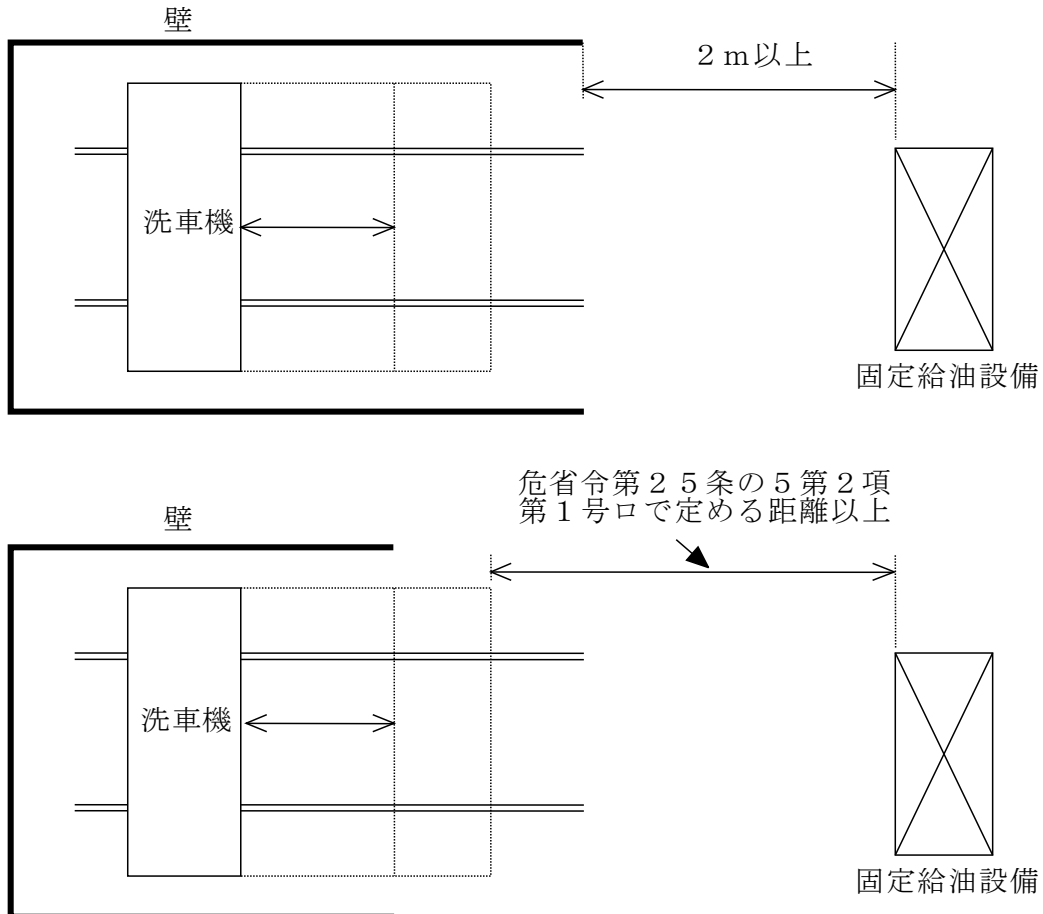 壁
２ｍ以上
洗車機
固定給油設備
危省令第２５条の５第２項
第１号ロで定める距離以上
壁
洗車機
固定給油設備